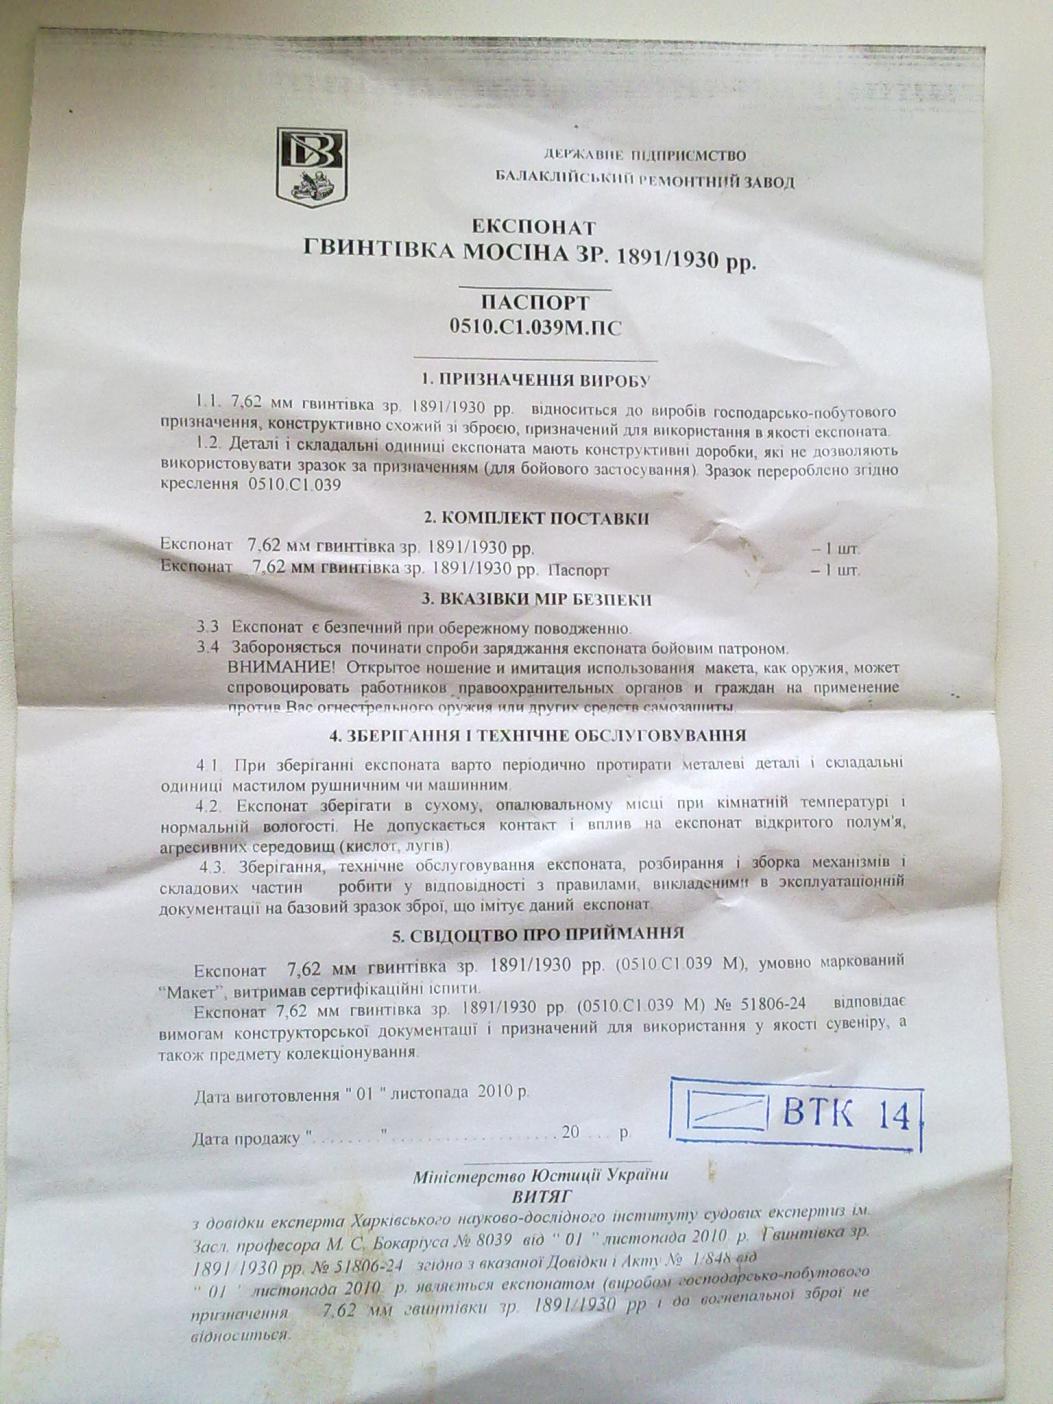 ДЕРЖАВНЕ ПІДПРИЄМСТВО
БАЛАКЛІЙСЬКИЙ РЕМОНТНИЙ ЗАВОД
ЕКСПОНАТ
ГВИНТІВКА МОСІНА ЗР. 1891/1930 рр.
ПАСПОРТ
0510.С1.039М.ПС
1. ПРИЗНАЧЕННЯ ВИРОБУ
1.1. 7,62 мм гвинтівка зр. 1891/1930 рр. відноситься до виробів господарсько-побутового
призначення, конструктивно схожий зі зброєю, призначений для використання в якості експоната.
1.2. Деталі і складальні одиниці експоната мають конструктивні доробки, які не дозволяють
використовувати зразок за призначенням (для бойового застосування). Зразок перероблено згідно
креслення 0510.С1.039
2. КОМПЛЕКТ ПОСТАВКИ
Експонат 7,62 мм гвинтівка зр. 1891/1930 рр. – 1 шт.
Експонат 7,62 мм гвинтівка зр. 1891/1930 рр. Паспорт – 1 шт.
3. ВКАЗІВКИ МІР БЕЗПЕКИ
3.3 Експонат є безпечний при обережному поводженню.
3.4 Забороняється починати спроби заряджання експоната бойовим патроном.
ВНИМАНИЕ! Открытое ношение и имитация использования макета, как оружия, может
спровоцировать работников правоохранительных органов и граждан на применение
против Вас огнестрельного оружия или других средств самозащиты.
4. ЗБЕРІГАННЯ І ТЕХНІЧНЕ ОБСЛУГОВУВАННЯ
4.1. При зберіганні експоната варто періодично протирати металеві деталі і складальні
одиниці мастилом рушничним чи машинним.
4.2. Експонат зберігати в сухому, опалювальному місці при кімнатній температурі і
нормальній вологості. Не допускається контакт і вплив на експонат відкритого полум'я,
агресивних середовищ (кислот, лугів)
4.3. Зберігання, технічне обслуговування експоната, розбирання і зборка механізмів і
складових частин робити у відповідності з правилами, викладеними в эксплуатаціонній
документації на базовий зразок зброї, що імітує даний експонат.
5. СВІДОЦТВО ПРО ПРИЙМАННЯ
Експонат 7,62 мм гвинтівка зр. 1891/1930 рр. (0510.С1.039 М), умовно маркований
“Макет”, витримав сертифікаційні іспити.
Експонат 7,62 мм гвинтівка зр. 1891/1930 рр. (0510.С1.039 М) № 51806-24 відповідає
вимогам конструкторської документації і призначений для використання у якості сувеніру, а
також предмету колекціонування.
Дата виготовлення " 01 " листопада 2010 р.
ВТК 14
Дата продажу ". . . . . . . ." . . . . . . . . . . . . . . . . . . . 20 . . . р
Міністерство Юстиції України
ВИТЯГ
з довідки експерта Харківського науково-дослідного інституту судових експертиз ім.
Засл. професора М. С. Бокаріуса № 8039 від " 01 " листопада 2010 р. Гвинтівка зр.
1891/1930 рр. № 51806-24 згідно з вказаної Довідки і Акту № 1/848 від
" 01 " листопада 2010 р. являється експонатом (виробом господарсько-побутового
призначення 7,62 мм гвинтівки зр. 1891/1930 рр і до вогнепальної зброї не
відноситься.